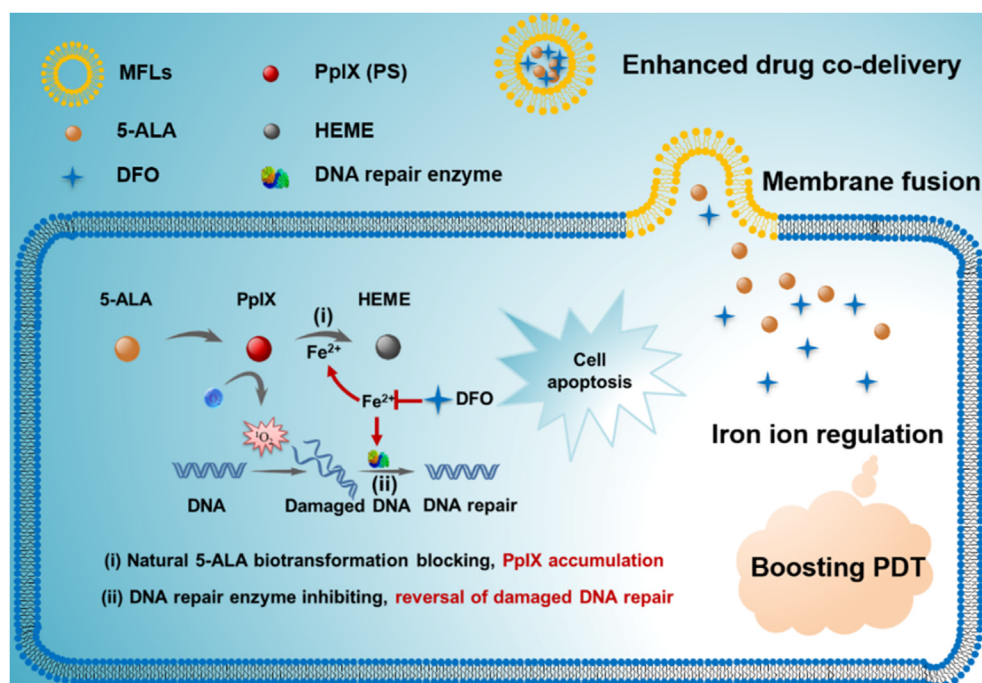 MFLs
PpIX (PS)
Enhanced drug co-delivery
5-ALA
HEME
DFO
DNA repair enzyme
Membrane fusion
5-ALA
PpIX
HEME
(i)
Fe²⁺
Cell
apoptosis
Fe²⁺
DFO
Iron ion regulation
¹O₂
(ii)
DNA
Damaged DNA
DNA repair
(i) Natural 5-ALA biotransformation blocking, PpIX accumulation
Boosting PDT
(ii) DNA repair enzyme inhibiting, reversal of damaged DNA repair